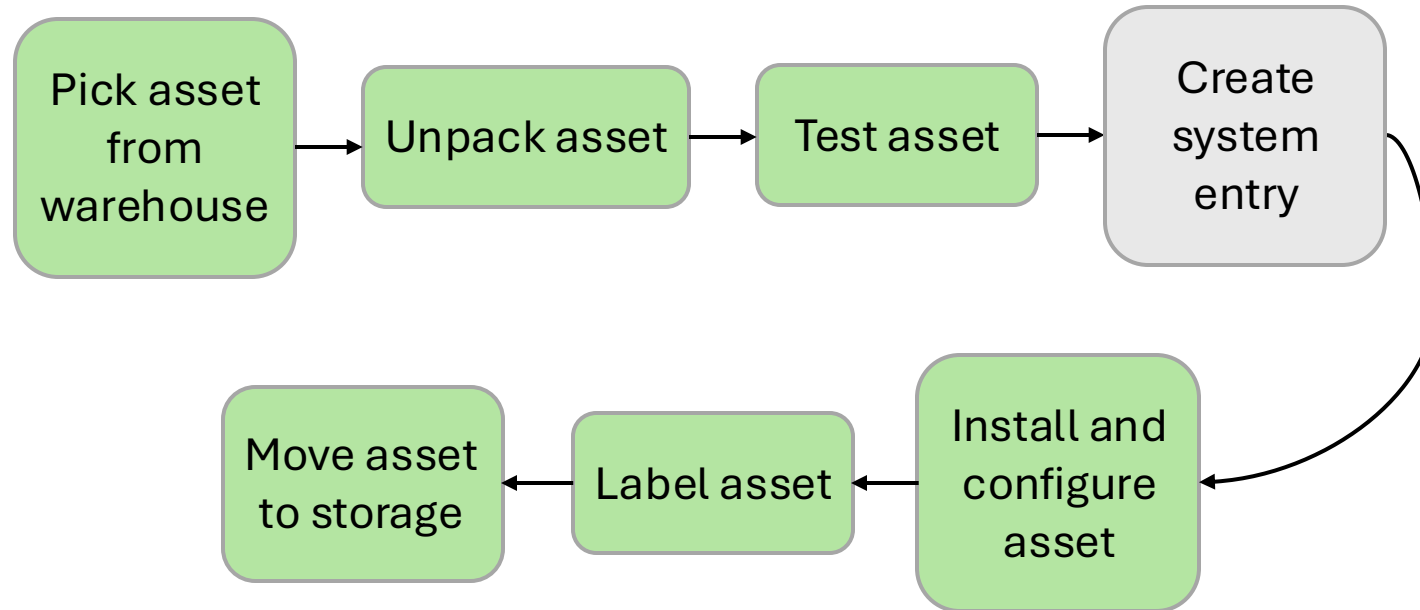 Pick asset
from
warehouse
Unpack asset
Test asset
Create
system
entry
Install and
configure
asset
Label asset
Move asset
to storage